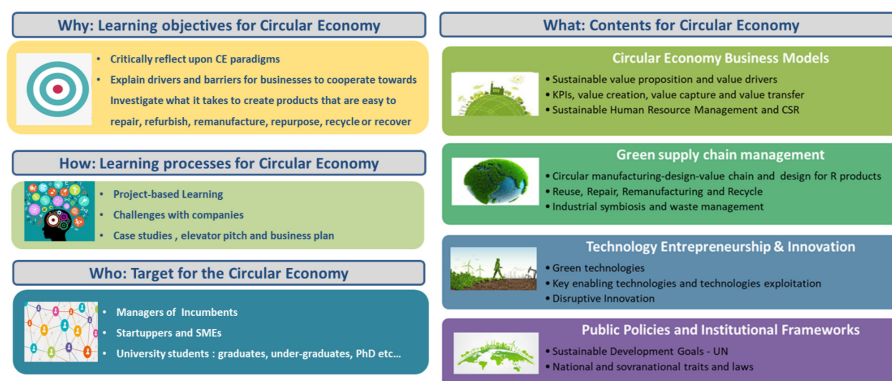 Why: Learning objectives for Circular Economy
• Critically reflect upon CE paradigms
• Explain drivers and barriers for businesses to cooperate towards
Investigate what it takes to create products that are easy to
repair, refurbish, remanufacture, repurpose, recycle or recover
How: Learning processes for Circular Economy
• Project-based Learning
• Challenges with companies
• Case studies , elevator pitch and business plan
Who: Target for the Circular Economy
• Managers of Incumbents
• Startuppers and SMEs
• University students : graduates, under-graduates, PhD etc...
What: Contents for Circular Economy
Circular Economy Business Models
• Sustainable value proposition and value drivers
• KPIs, value creation, value capture and value transfer
• Sustainable Human Resource Management and CSR
Green supply chain management
• Circular manufacturing-design-value chain and design for R products
• Reuse, Repair, Remanufacturing and Recycle
• Industrial symbiosis and waste management
Technology Entrepreneurship & Innovation
• Green technologies
• Key enabling technologies and technologies exploitation
• Disruptive Innovation
Public Policies and Institutional Frameworks
• Sustainable Development Goals - UN
• National and sovranational traits and laws